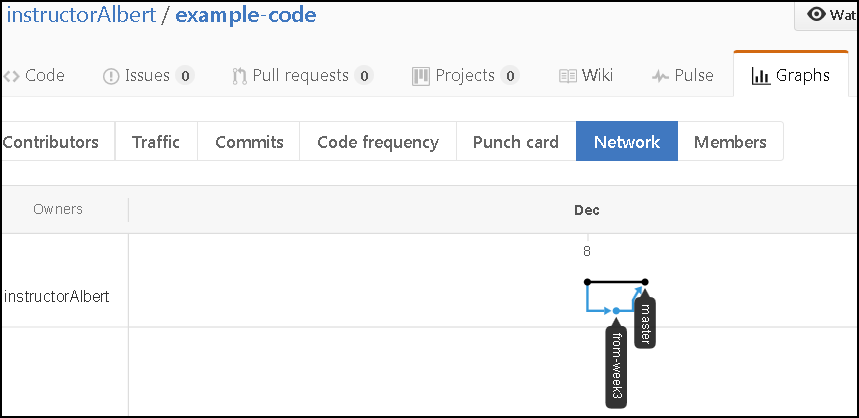 instructorAlbert / example-code
Wat
Code Issues 0 Pull requests 0 Projects 0 Wiki Pulse Graphs
Contributors Traffic Commits Code frequency Punch card Network Members
Owners Dec
8
instructorAlbert
master
from-week3